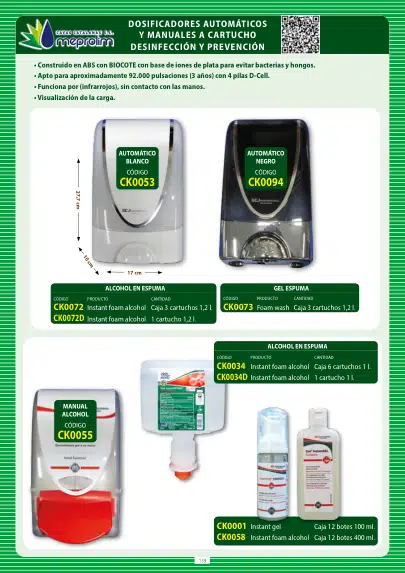 CAYAS CATALANAS S.L.
meprolim
DOSIFICADORES AUTOMÁTICOS
Y MANUALES A CARTUCHO
DESINFECCIÓN Y PREVENCIÓN
• Construido en ABS con BIOCOTE con base de iones de plata para evitar bacterias y hongos.
• Apto para aproximadamente 92.000 pulsaciones (3 años) con 4 pilas D-Cell.
• Funciona por (infrarrojos), sin contacto con las manos.
• Visualización de la carga.
AUTOMÁTICO
BLANCO
CÓDIGO
CK0053
AUTOMÁTICO
NEGRO
CÓDIGO
CK0094
27,7 cm
10 cm
17 cm
ALCOHOL EN ESPUMA
CÓDIGO PRODUCTO CANTIDAD
CK0072 Instant foam alcohol Caja 3 cartuchos 1,2 l.
CK0072D Instant foam alcohol 1 cartucho 1,2 l.
GEL ESPUMA
CÓDIGO PRODUCTO CANTIDAD
CK0073 Foam wash Caja 3 cartuchos 1,2 l.
ALCOHOL EN ESPUMA
CÓDIGO PRODUCTO CANTIDAD
CK0034 Instant foam alcohol Caja 6 cartuchos 1 l.
CK0034D Instant foam alcohol 1 cartucho 1 l.
MANUAL
ALCOHOL
CÓDIGO
CK0055
CK0001 Instant gel Caja 12 botes 100 ml.
CK0058 Instant foam alcohol Caja 12 botes 400 ml.